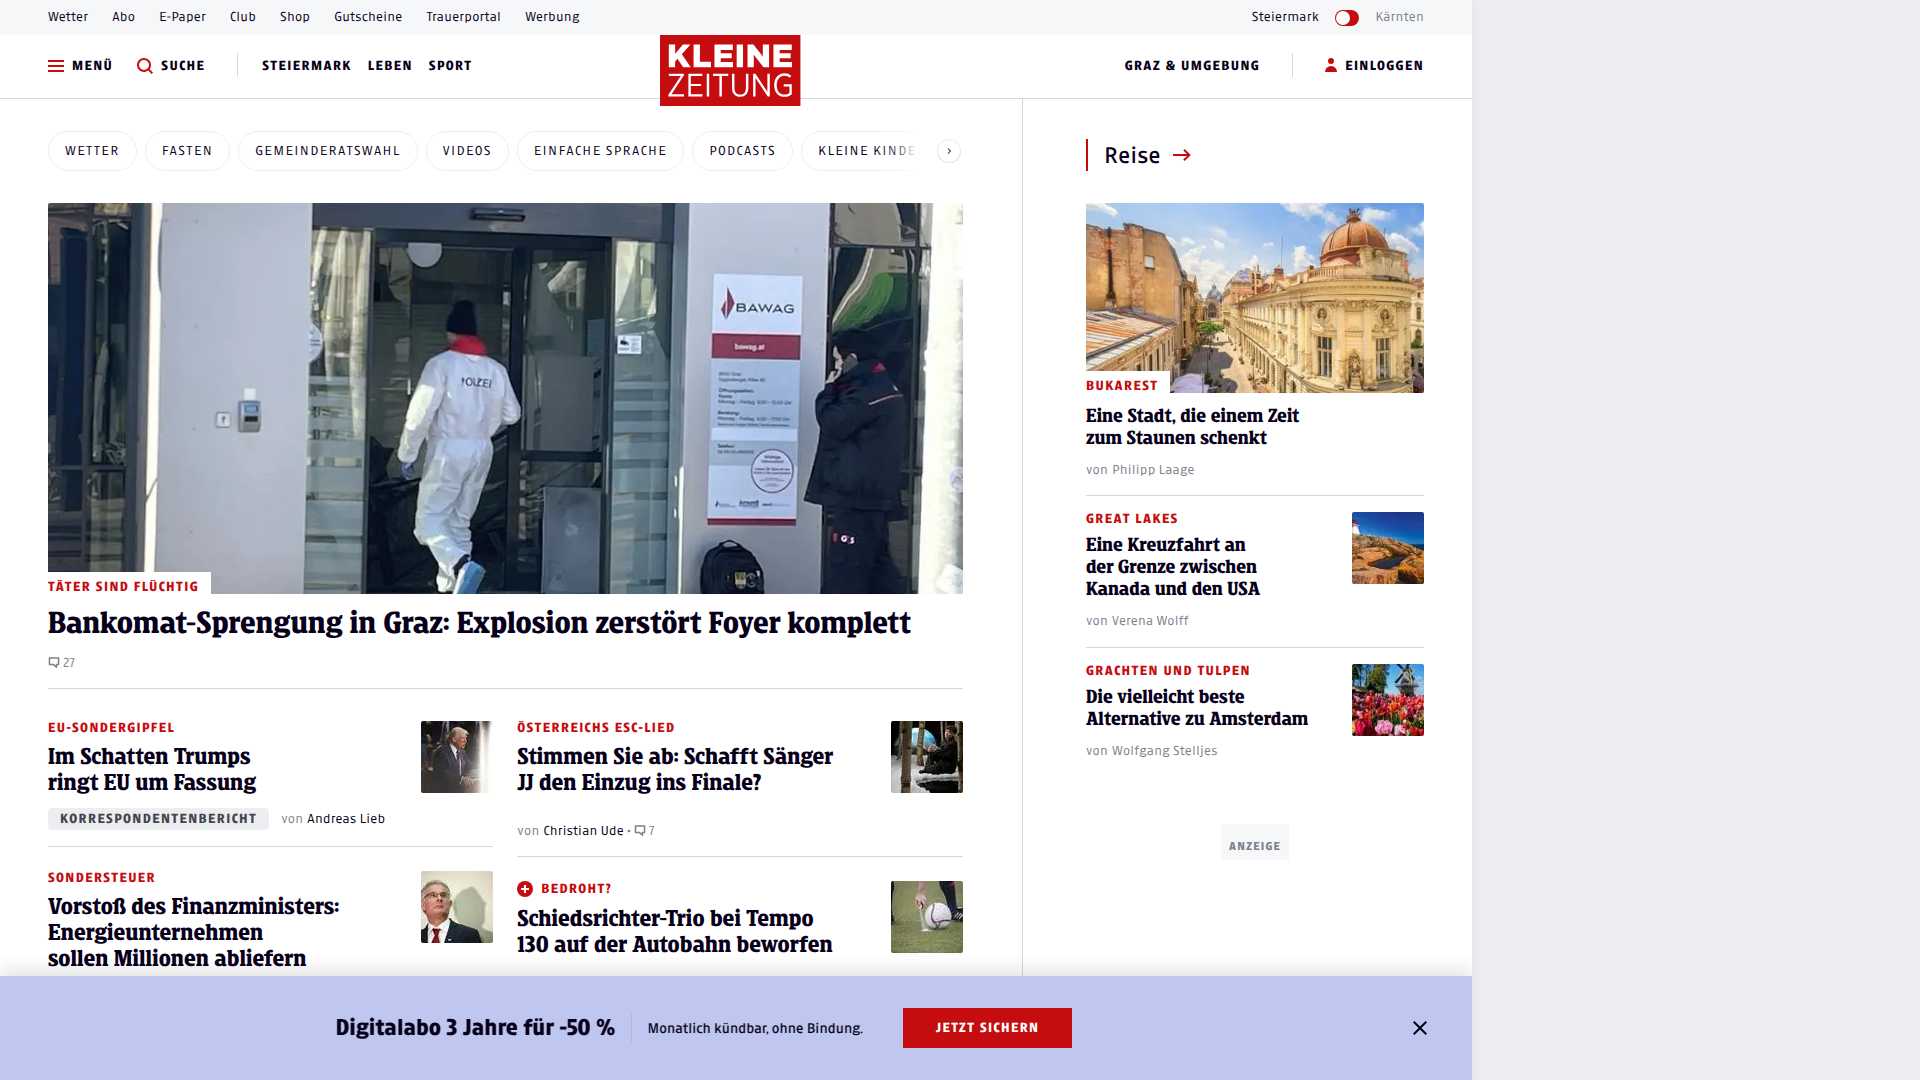 Wetter Abo E-Paper Club Shop Gutscheine Trauerportal Werbung
Steiermark Kärnten
MENÜ SUCHE STEIERMARK LEBEN SPORT
KLEINE
ZEITUNG
GRAZ & UMGEBUNG EINLOGGEN
WETTER FASTEN GEMEINDERATSWAHL VIDEOS EINFACHE SPRACHE PODCASTS KLEINE KINDE
POLIZEI
BAWAG
bawag.at
TÄTER SIND FLÜCHTIG
Bankomat-Sprengung in Graz: Explosion zerstört Foyer komplett
27
EU-SONDERGIPFEL
Im Schatten Trumps
ringt EU um Fassung
KORRESPONDENTENBERICHT von Andreas Lieb
SONDERSTEUER
Vorstoß des Finanzministers:
Energieunternehmen
sollen Millionen abliefern
ÖSTERREICHS ESC-LIED
Stimmen Sie ab: Schafft Sänger
JJ den Einzug ins Finale?
von Christian Ude · 7
BEDROHT?
Schiedsrichter-Trio bei Tempo
130 auf der Autobahn beworfen
Reise
BUKAREST
Eine Stadt, die einem Zeit
zum Staunen schenkt
von Philipp Laage
GREAT LAKES
Eine Kreuzfahrt an
der Grenze zwischen
Kanada und den USA
von Verena Wolff
GRACHTEN UND TULPEN
Die vielleicht beste
Alternative zu Amsterdam
von Wolfgang Stelljes
ANZEIGE
Digitalabo 3 Jahre für -50 %
Monatlich kündbar, ohne Bindung.
JETZT SICHERN